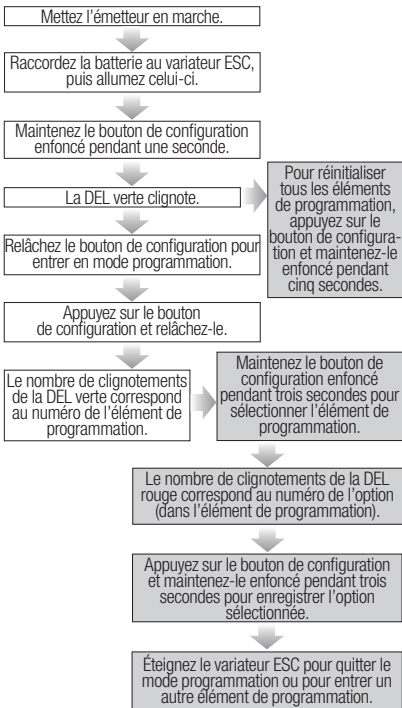 Mettez l'émetteur en marche.
Raccordez la batterie au variateur ESC,
puis allumez celui-ci.
Maintenez le bouton de configuration
enfoncé pendant une seconde.
La DEL verte clignote.
Pour réinitialiser
tous les éléments
de programmation,
appuyez sur le
bouton de configura-
tion et maintenez-le
enfoncé pendant
cinq secondes.
Relâchez le bouton de configuration pour
entrer en mode programmation.
Appuyez sur le bouton
de configuration et relâchez-le.
Le nombre de clignotements
de la DEL verte correspond
au numéro de l'élément de
programmation.
Maintenez le bouton de
configuration enfoncé
pendant trois secondes pour
sélectionner l'élément de
programmation.
Le nombre de clignotements de la DEL
rouge correspond au numéro de l'option
(dans l'élément de programmation).
Appuyez sur le bouton de configuration
et maintenez-le enfoncé pendant trois
secondes pour enregistrer l'option
sélectionnée.
Éteignez le variateur ESC pour quitter le
mode programmation ou pour entrer un
autre élément de programmation.